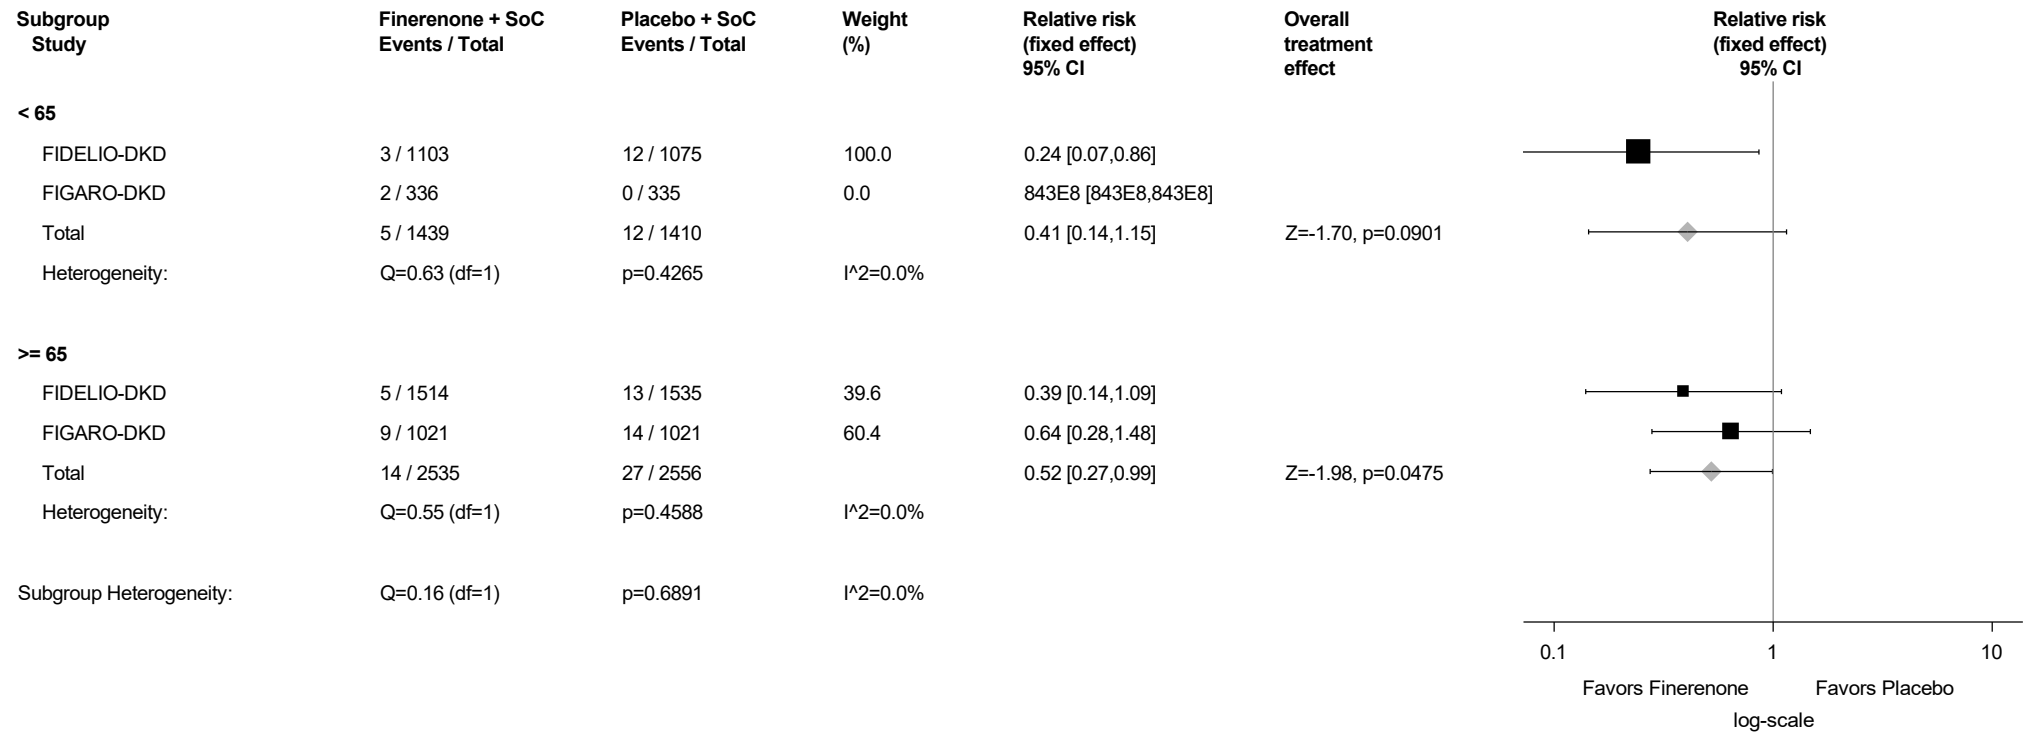 Subgroup Finerenone + SoC Placebo + SoC Weight Relative risk Overall Relative risk
Study Events / Total Events / Total (%) (fixed effect) treatment (fixed effect)
95% CI effect 95% CI
< 65
FIDELIO-DKD 3 / 1103 12 / 1075 100.0 0.24 [0.07,0.86]
FIGARO-DKD 2 / 336 0 / 335 0.0 843E8 [843E8,843E8]
Total 5 / 1439 12 / 1410 0.41 [0.14,1.15] Z=-1.70, p=0.0901
Heterogeneity: Q=0.63 (df=1) p=0.4265 I^2=0.0%
>= 65
FIDELIO-DKD 5 / 1514 13 / 1535 39.6 0.39 [0.14,1.09]
FIGARO-DKD 9 / 1021 14 / 1021 60.4 0.64 [0.28,1.48]
Total 14 / 2535 27 / 2556 0.52 [0.27,0.99] Z=-1.98, p=0.0475
Heterogeneity: Q=0.55 (df=1) p=0.4588 I^2=0.0%
Subgroup Heterogeneity: Q=0.16 (df=1) p=0.6891 I^2=0.0%
0.1 1 10
Favors Finerenone Favors Placebo
log-scale